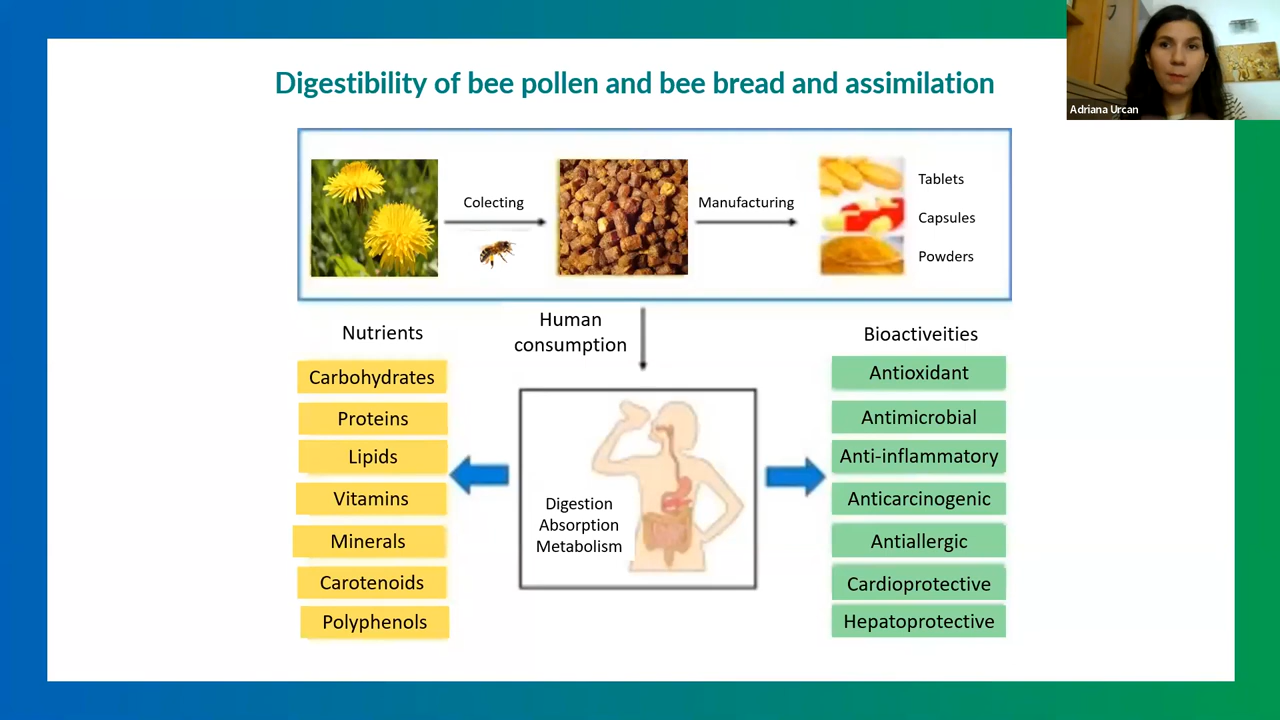 Digestibility of bee pollen and bee bread and assimilation
Adriana Urcan
Colecting
Manufacturing
Tablets
Capsules
Powders
Human
consumption
Nutrients
Carbohydrates
Proteins
Lipids
Vitamins
Minerals
Carotenoids
Polyphenols
Digestion
Absorption
Metabolism
Bioactiveities
Antioxidant
Antimicrobial
Anti-inflammatory
Anticarcinogenic
Antiallergic
Cardioprotective
Hepatoprotective